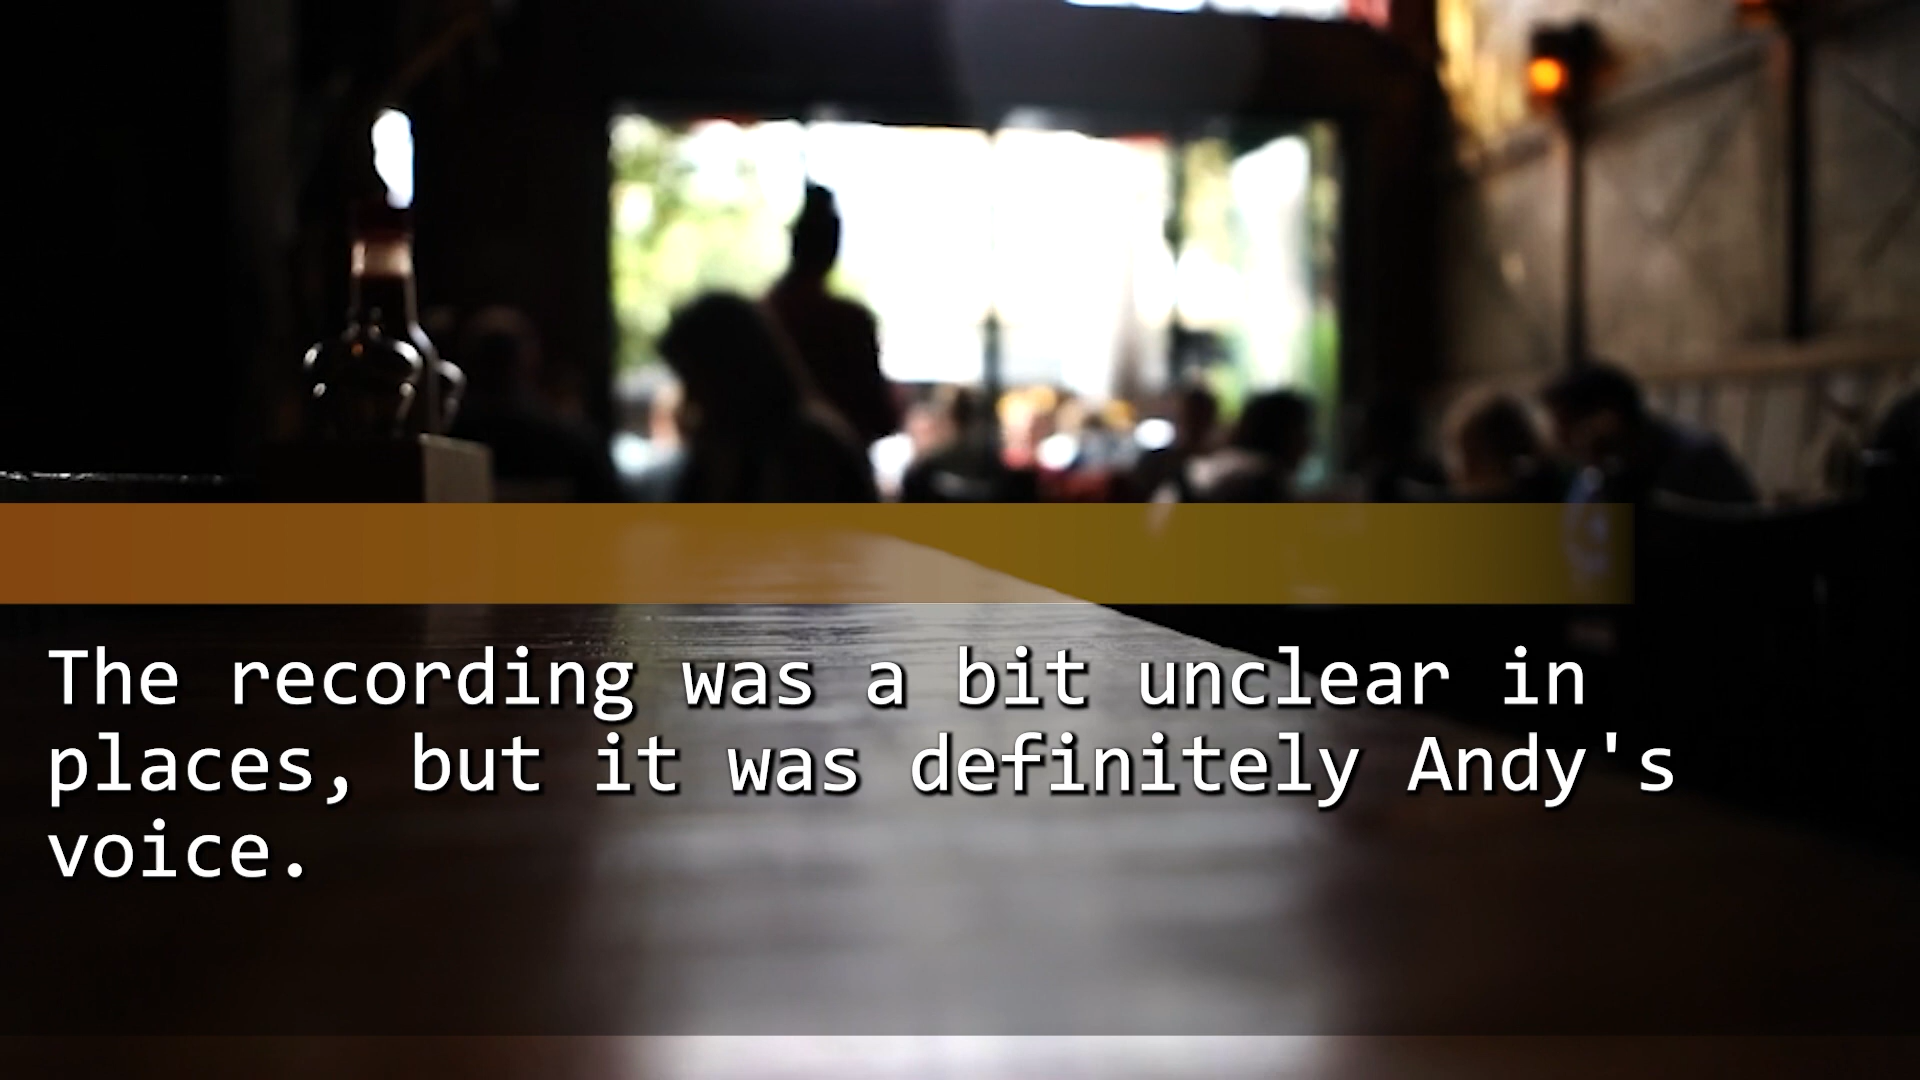 The recording was a bit unclear in
places, but it was definitely Andy's
voice.